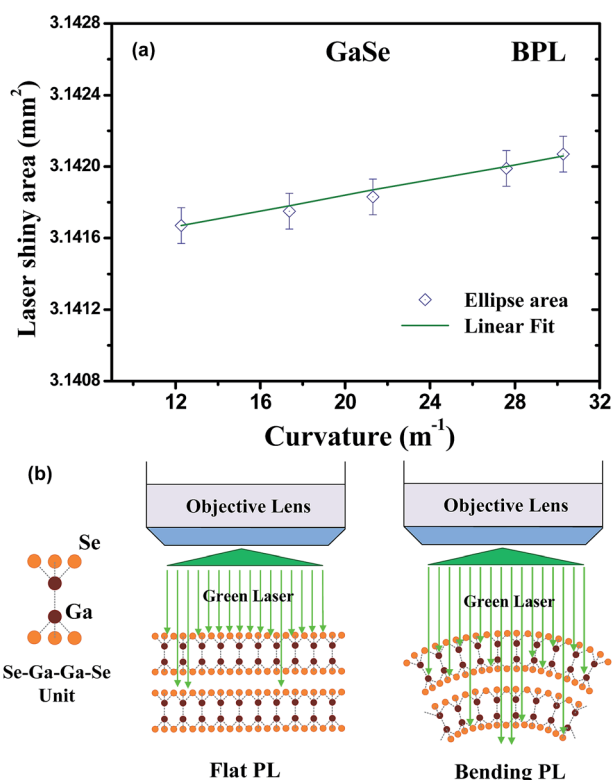 (a)
GaSe
BPL
Laser shiny area (mm²)
3.1428
3.1424
3.1420
3.1416
3.1412
3.1408
Ellipse area
Linear Fit
12
16
20
24
28
32
Curvature (m⁻¹)
(b)
Se
Ga
Se-Ga-Ga-Se
Unit
Objective Lens
Green Laser
Flat PL
Objective Lens
Green Laser
Bending PL